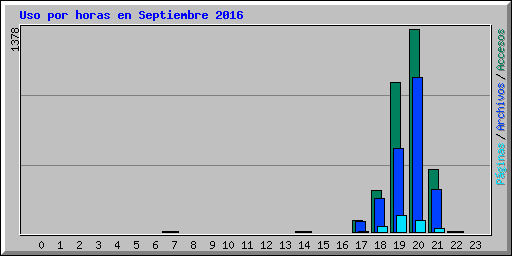 Uso por horas en Septiembre 2016
1378
Páginas / Archivos / Accesos
0 1 2 3 4 5 6 7 8 9 10 11 12 13 14 15 16 17 18 19 20 21 22 23